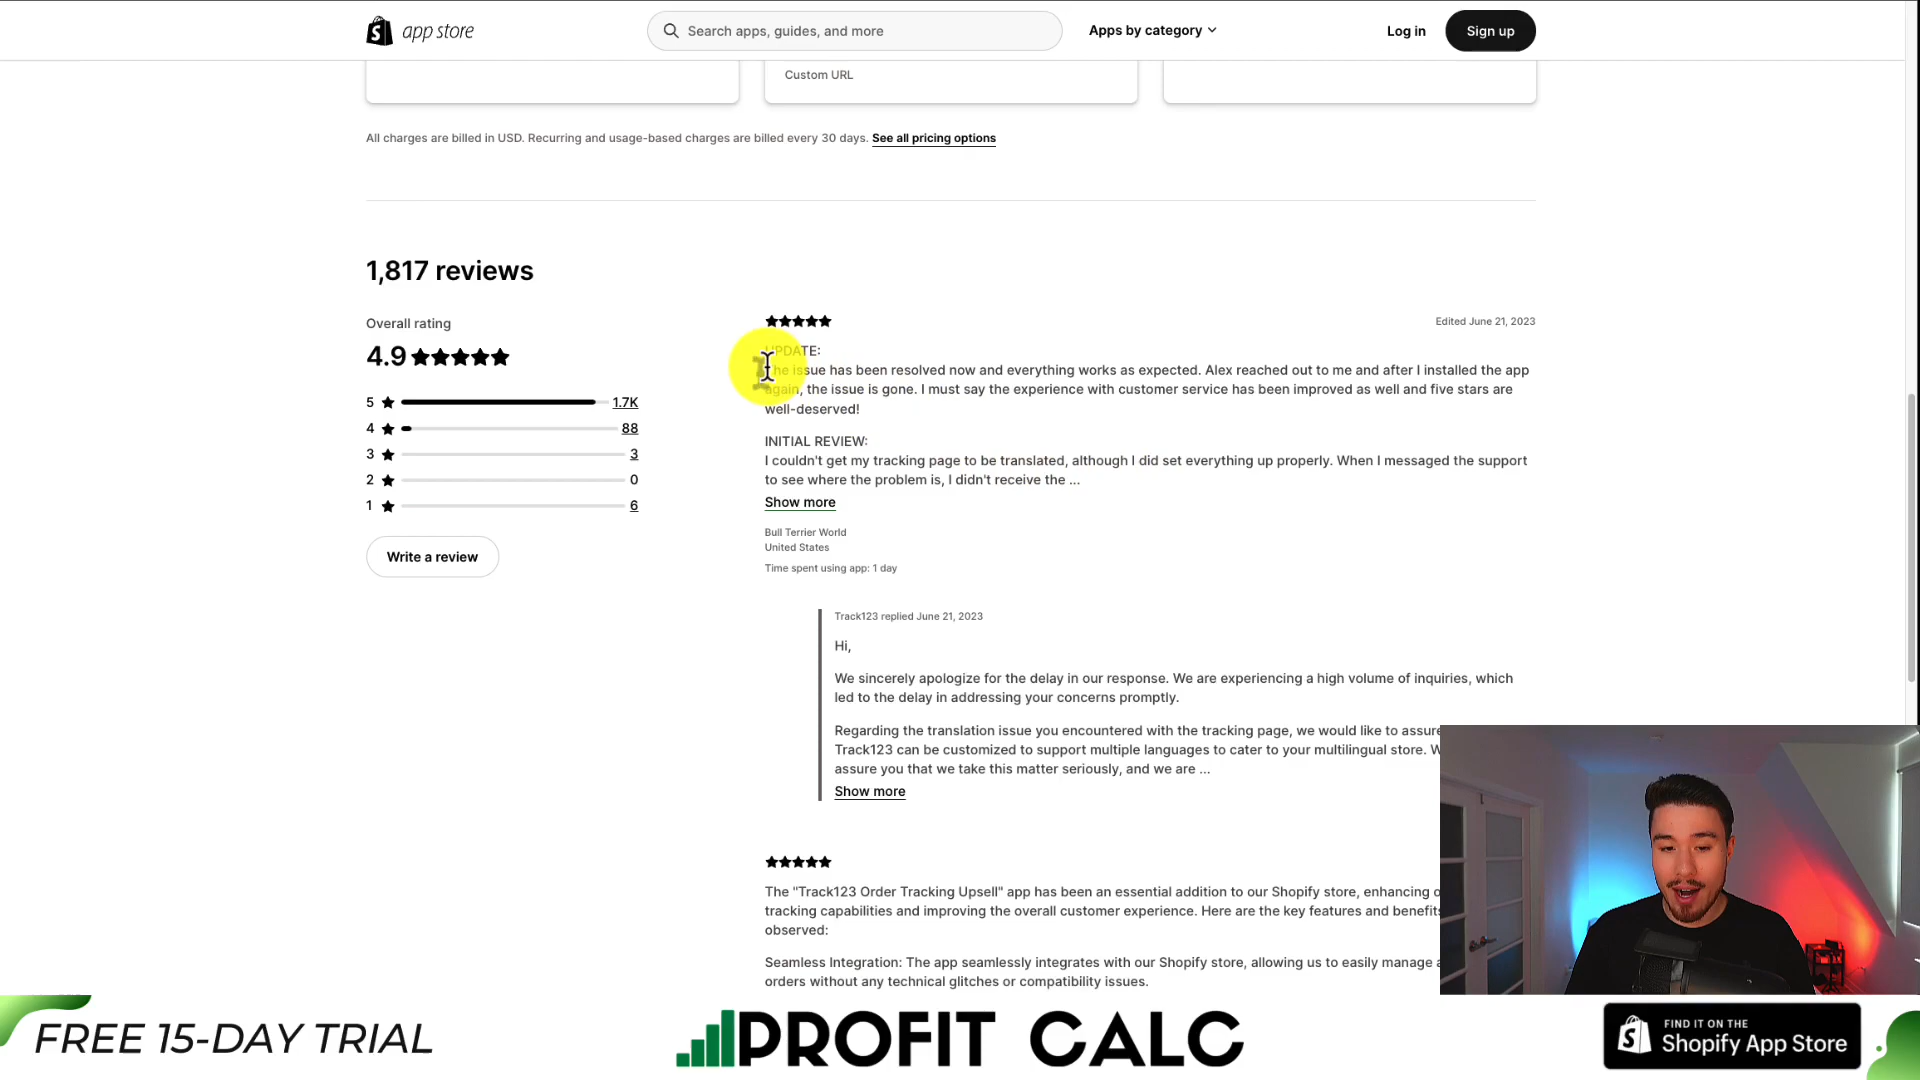 app store
Search apps, guides, and more
Apps by category
Log in
Sign up
Custom URL
All charges are billed in USD. Recurring and usage-based charges are billed every 30 days. See all pricing options
1,817 reviews
Overall rating
4.9
5 1.7K
4 88
3 3
2 0
1 6
Write a review
Edited June 21, 2023
UPDATE:
The issue has been resolved now and everything works as expected. Alex reached out to me and after I installed the app
again, the issue is gone. I must say the experience with customer service has been improved as well and five stars are
well-deserved!
INITIAL REVIEW:
I couldn't get my tracking page to be translated, although I did set everything up properly. When I messaged the support
to see where the problem is, I didn't receive the ...
Show more
Bull Terrier World
United States
Time spent using app: 1 day
Track123 replied June 21, 2023
Hi,
We sincerely apologize for the delay in our response. We are experiencing a high volume of inquiries, which
led to the delay in addressing your concerns promptly.
Regarding the translation issue you encountered with the tracking page, we would like to assure
Track123 can be customized to support multiple languages to cater to your multilingual store. W
assure you that we take this matter seriously, and we are ...
Show more
The "Track123 Order Tracking Upsell" app has been an essential addition to our Shopify store, enhancing o
tracking capabilities and improving the overall customer experience. Here are the key features and benefits
observed:
Seamless Integration: The app seamlessly integrates with our Shopify store, allowing us to easily manage a
orders without any technical glitches or compatibility issues.
FREE 15-DAY TRIAL
PROFIT CALC
FIND IT ON THE
Shopify App Store